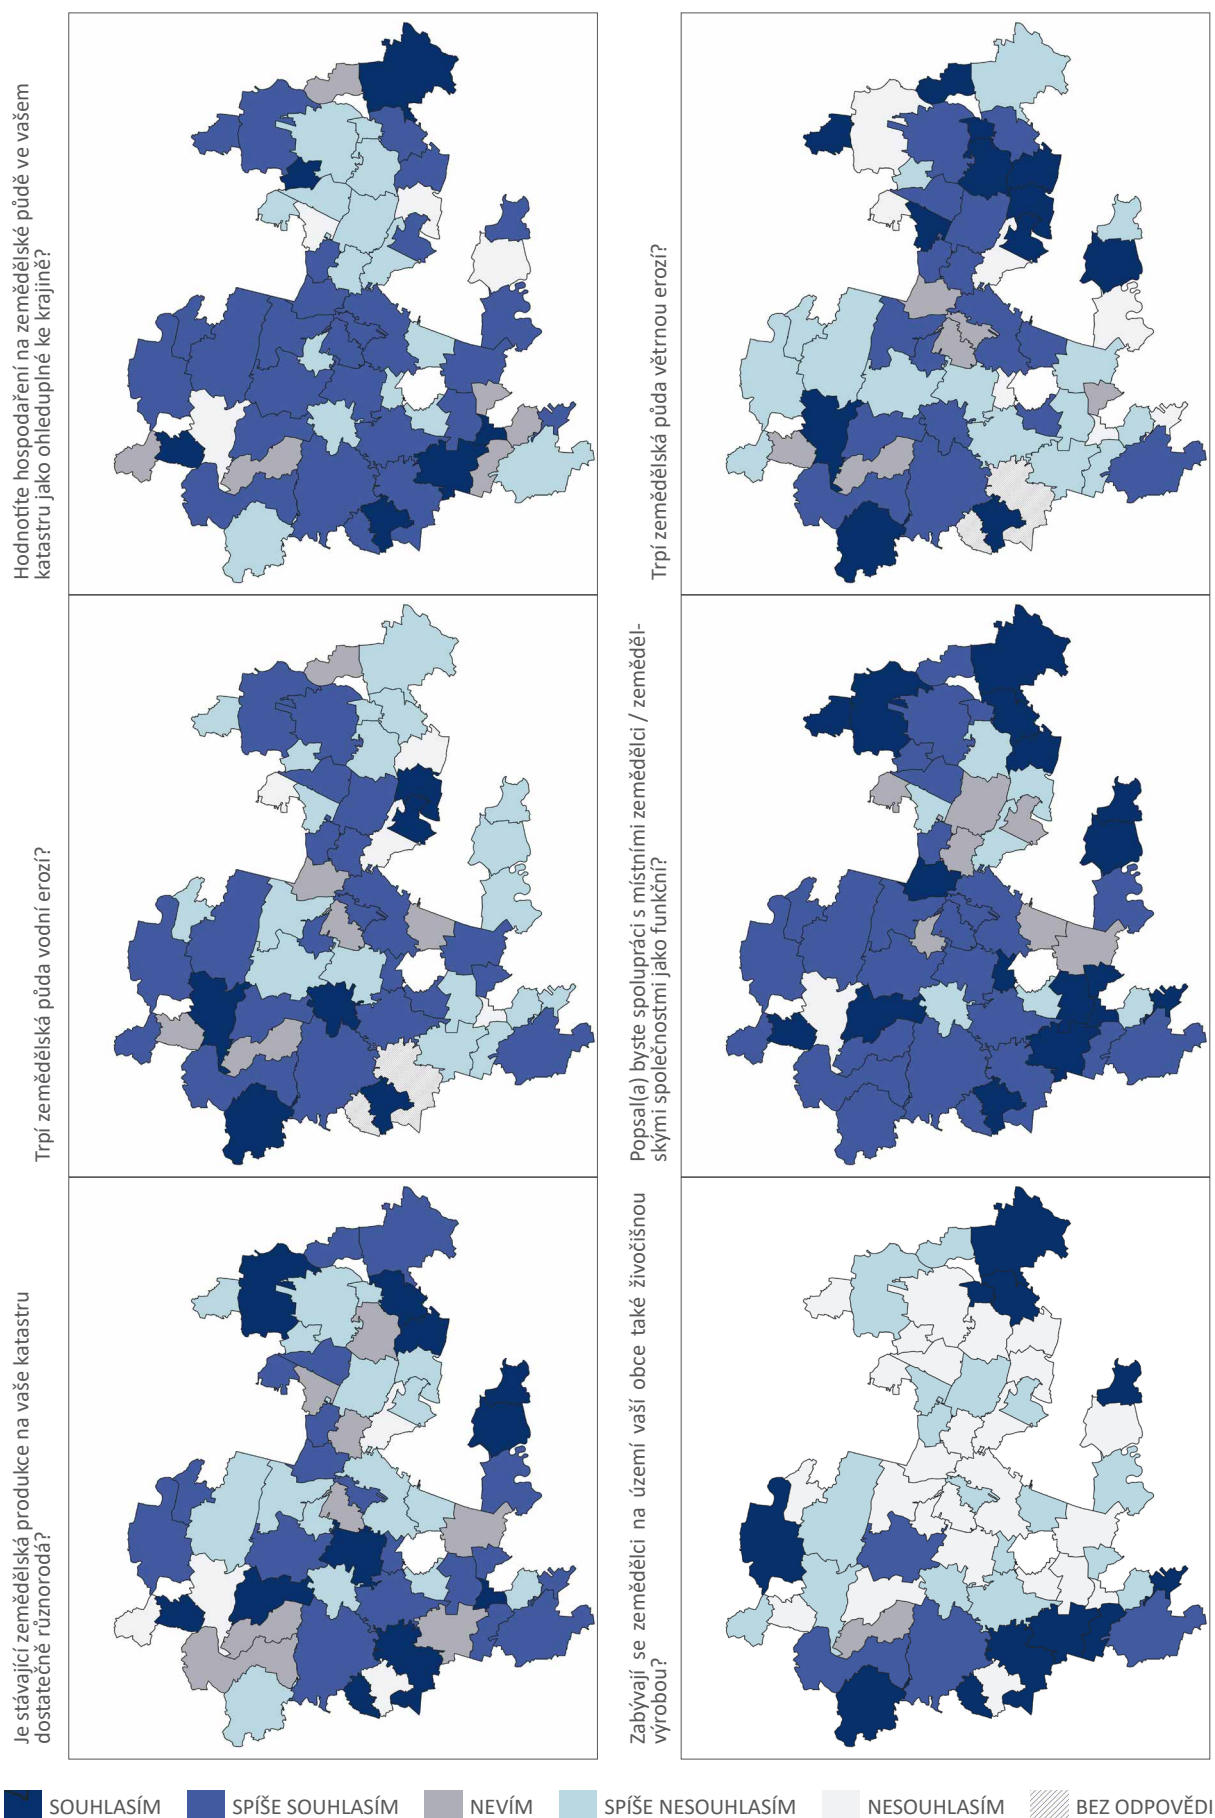 Hodnotíte hospodaření na zemědělské půdě ve vašem
katastru jako ohleduplné ke krajině?
Trpí zemědělská půda větrnou erozí?
Trpí zemědělská půda vodní erozí?
Popsal(a) byste spolupráci s místními zemědělci / zeměděl-
skými společnostmi jako funkční?
Je stávající zemědělská produkce na vaše katastru
dostatečně různorodá?
Zabývají se zemědělci na území vaší obce také živočišnou
výrobou?
SOUHLASÍM SPÍŠE SOUHLASÍM NEVÍM SPÍŠE NESOUHLASÍM NESOUHLASÍM BEZ ODPOVĚDI